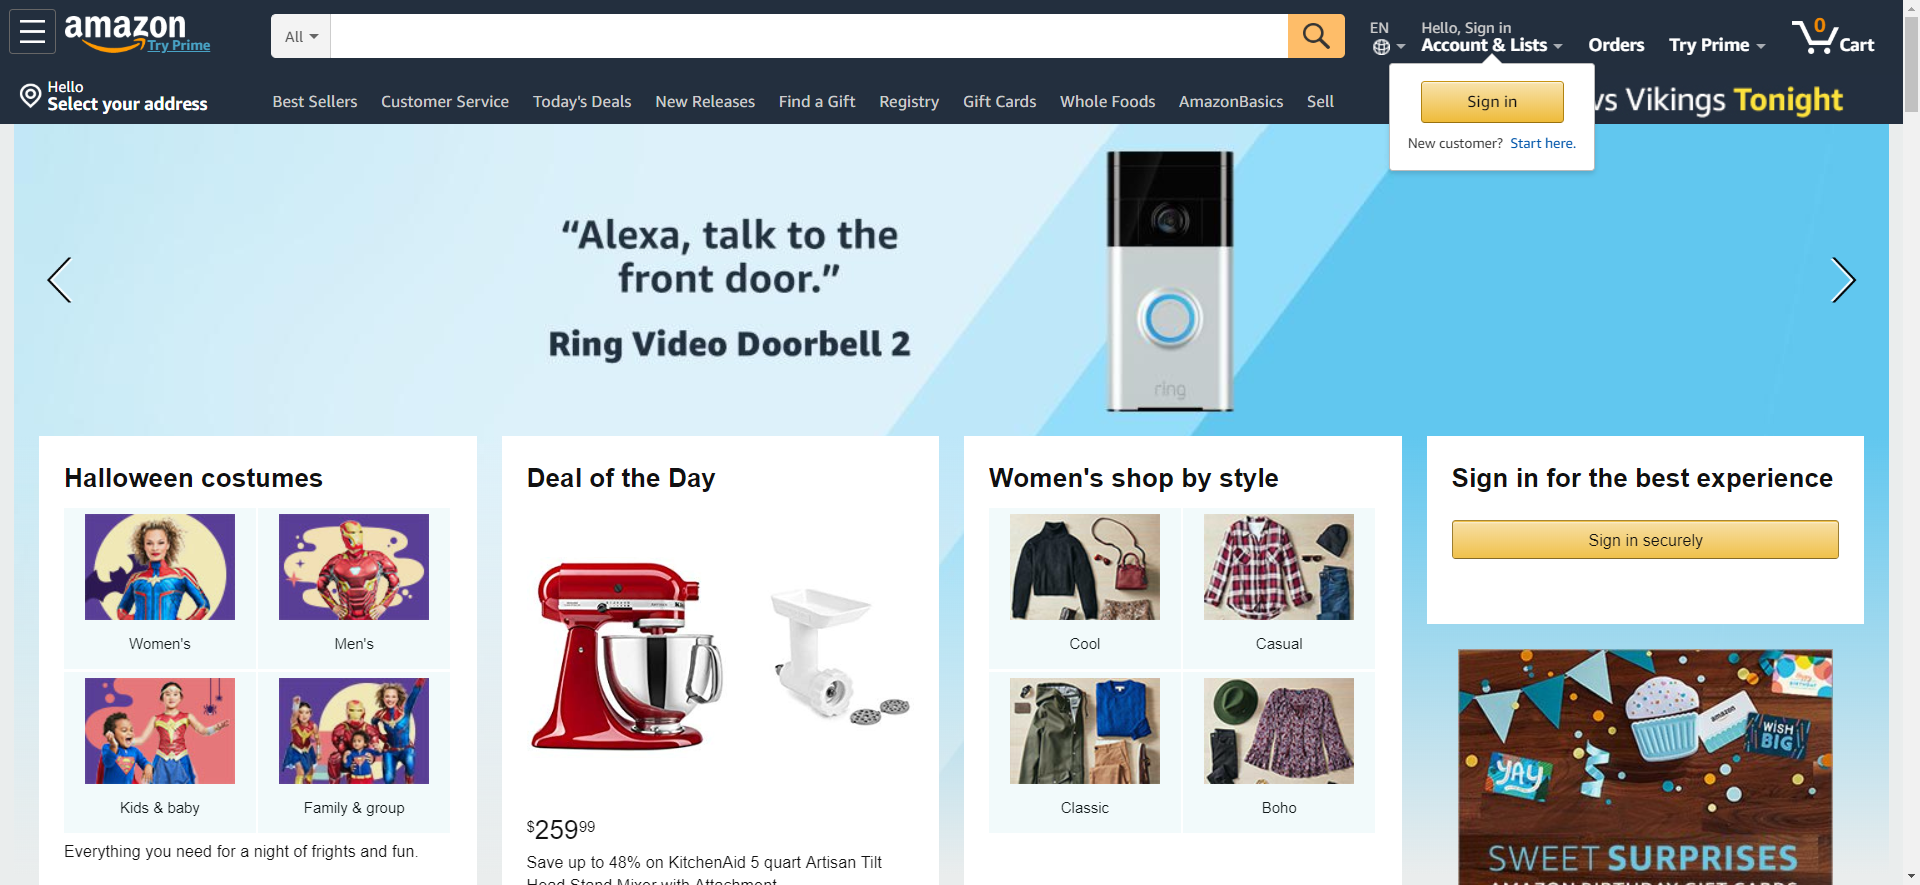 amazon
Try Prime
All
EN
Hello, Sign in
Account & Lists
Orders
Try Prime
0
Cart
Hello
Select your address
Best Sellers
Customer Service
Today's Deals
New Releases
Find a Gift
Registry
Gift Cards
Whole Foods
AmazonBasics
Sell
vs Vikings Tonight
Sign in
New customer? Start here.
“Alexa, talk to the
front door.”
Ring Video Doorbell 2
ring
Halloween costumes
Women's
Men's
Kids & baby
Family & group
Everything you need for a night of frights and fun.
Deal of the Day
$259⁹⁹
Save up to 48% on KitchenAid 5 quart Artisan Tilt
Head Stand Mixer with Attachment
Women's shop by style
Cool
Casual
Classic
Boho
Sign in for the best experience
Sign in securely
amazon
WISH
BIG
YAY
SWEET SURPRISES
AMAZON BIRTHDAY GIFT CARDS